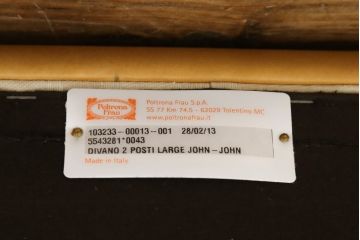 Poltrona
Frau
Poltrona Frau S.p.A.
SS 77 Km 74,5 - 62029 Tolentino MC
www.poltronafrau.it
103233-00013-001 28/02/13
5543281*0043
DIVANO 2 POSTI LARGE JOHN-JOHN
Made in Italy